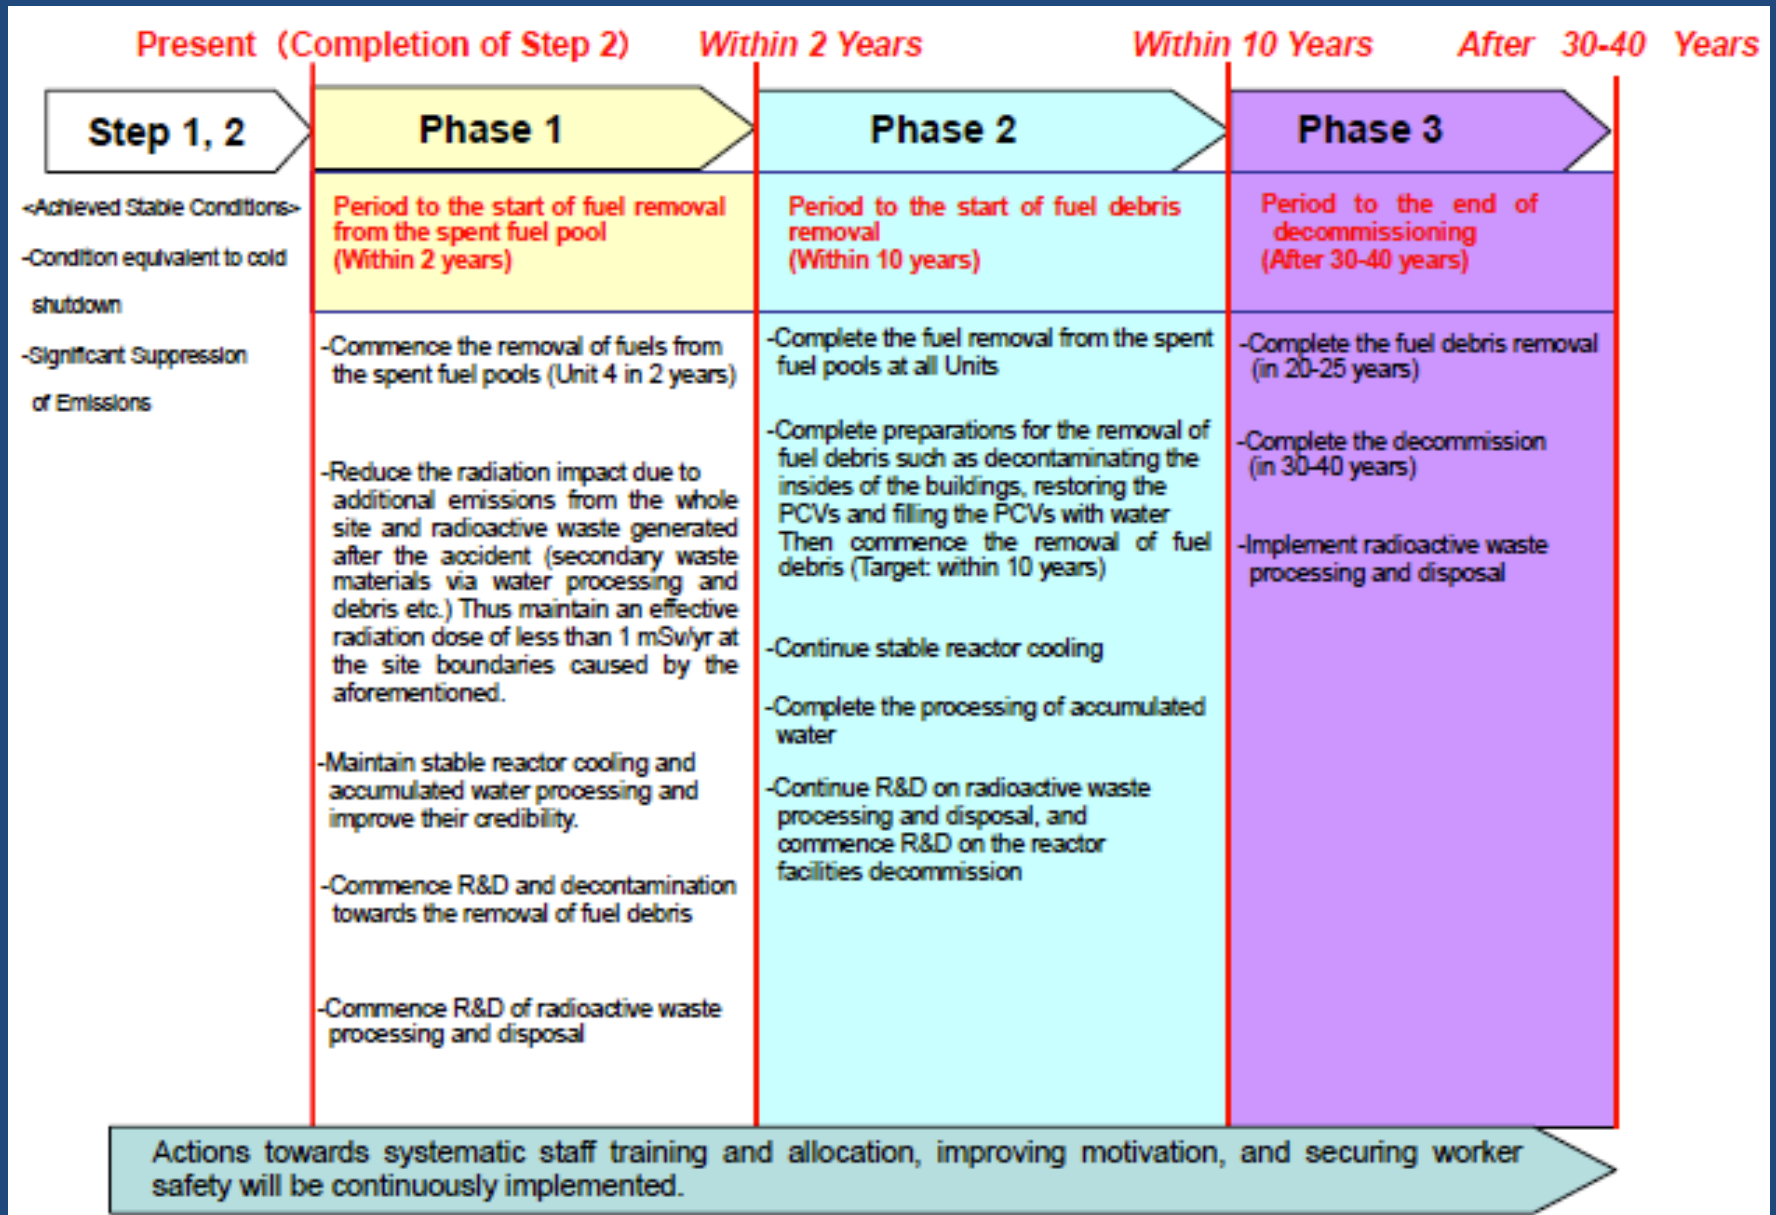 Present (Completion of Step 2)
Within 2 Years
Within 10 Years
After 30-40 Years
Step 1, 2
Phase 1
Phase 2
Phase 3
<Achieved Stable Conditions>
-Condition equivalent to cold
shutdown
-Significant Suppression
of Emissions
Period to the start of fuel removal
from the spent fuel pool
(Within 2 years)
-Commence the removal of fuels from
the spent fuel pools (Unit 4 in 2 years)
-Reduce the radiation impact due to
additional emissions from the whole
site and radioactive waste generated
after the accident (secondary waste
materials via water processing and
debris etc.) Thus maintain an effective
radiation dose of less than 1 mSv/yr at
the site boundaries caused by the
aforementioned.
-Maintain stable reactor cooling and
accumulated water processing and
improve their credibility.
-Commence R&D and decontamination
towards the removal of fuel debris
-Commence R&D of radioactive waste
processing and disposal
Period to the start of fuel debris
removal
(Within 10 years)
-Complete the fuel removal from the spent
fuel pools at all Units
-Complete preparations for the removal of
fuel debris such as decontaminating the
insides of the buildings, restoring the
PCVs and filling the PCVs with water
Then commence the removal of fuel
debris (Target: within 10 years)
-Continue stable reactor cooling
-Complete the processing of accumulated
water
-Continue R&D on radioactive waste
processing and disposal, and
commence R&D on the reactor
facilities decommission
Period to the end of
decommissioning
(After 30-40 years)
-Complete the fuel debris removal
(in 20-25 years)
-Complete the decommission
(in 30-40 years)
-Implement radioactive waste
processing and disposal
Actions towards systematic staff training and allocation, improving motivation, and securing worker
safety will be continuously implemented.